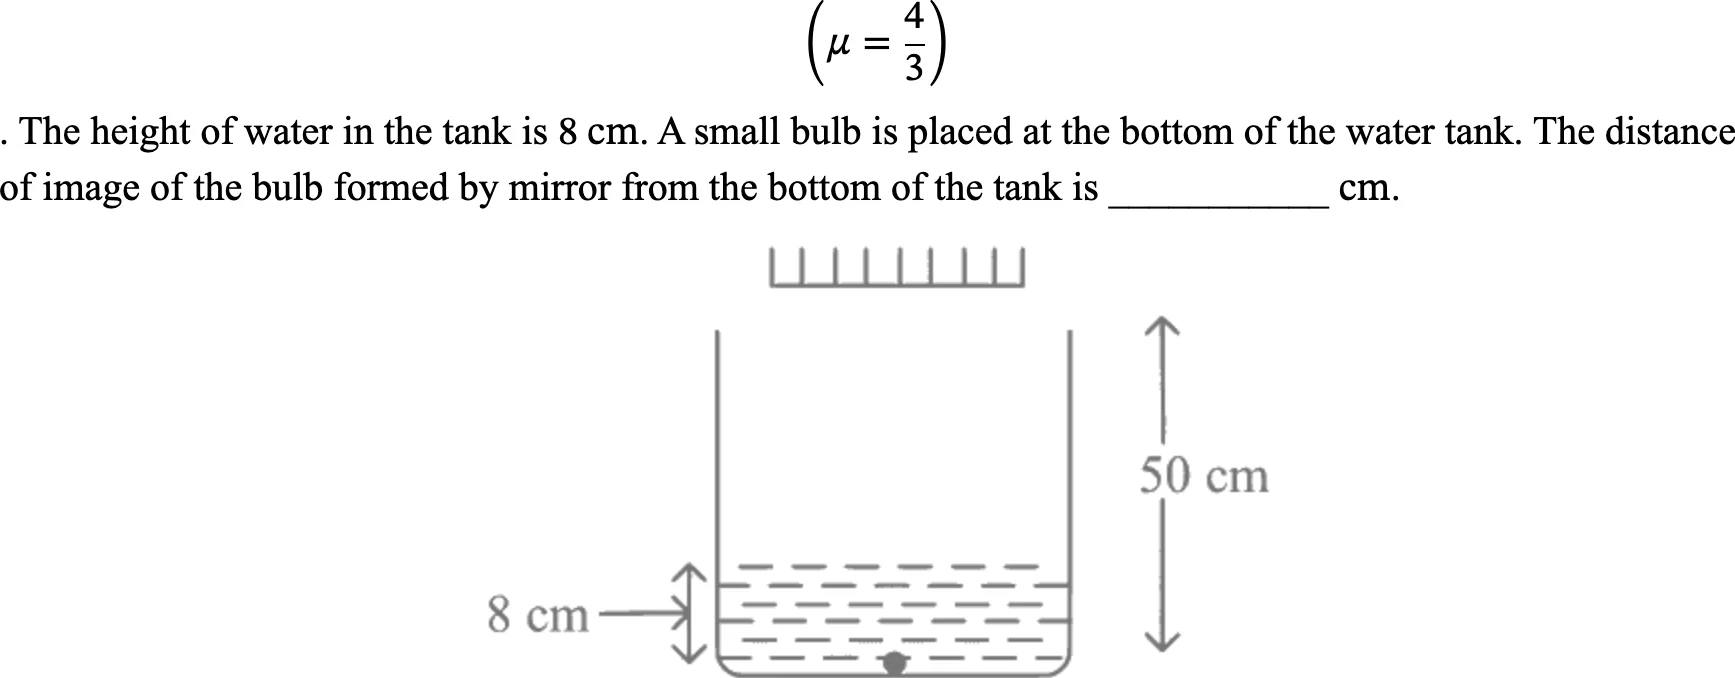 (μ = 4/3)
. The height of water in the tank is 8 cm. A small bulb is placed at the bottom of the water tank. The distance
of image of the bulb formed by mirror from the bottom of the tank is ___________ cm.
50 cm
8 cm